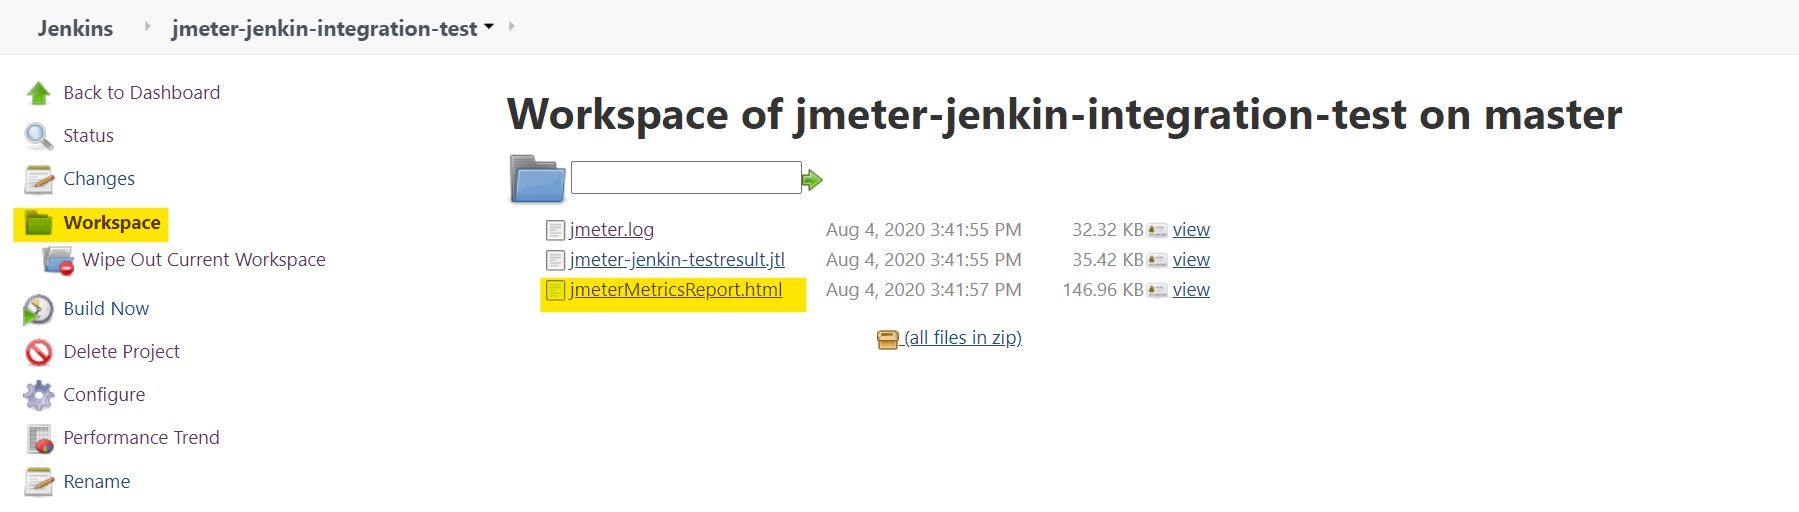 Jenkins jmeter-jenkin-integration-test
Back to Dashboard
Status
Changes
Workspace
Wipe Out Current Workspace
Build Now
Delete Project
Configure
Performance Trend
Rename
Workspace of jmeter-jenkin-integration-test on master
jmeter.log Aug 4, 2020 3:41:55 PM 32.32 KB view
jmeter-jenkin-testresult.jtl Aug 4, 2020 3:41:55 PM 35.42 KB view
jmeterMetricsReport.html Aug 4, 2020 3:41:57 PM 146.96 KB view
(all files in zip)